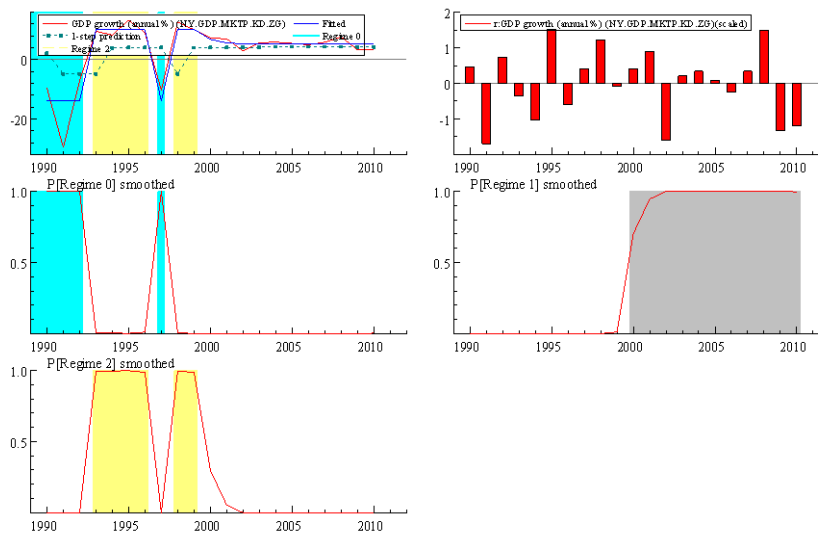 GDP growth (annual %) (NY.GDP.MKTP.KD.ZG) Fitted
1-step prediction Regime 0
Regime 2
0
-20
1990 1995 2000 2005 2010
r:GDP growth (annual %) (NY.GDP.MKTP.KD.ZG)(scaled)
2
1
0
-1
1990 1995 2000 2005 2010
P[Regime 0] smoothed
1.0
0.5
1990 1995 2000 2005 2010
P[Regime 1] smoothed
1.0
0.5
1990 1995 2000 2005 2010
P[Regime 2] smoothed
1.0
0.5
1990 1995 2000 2005 2010